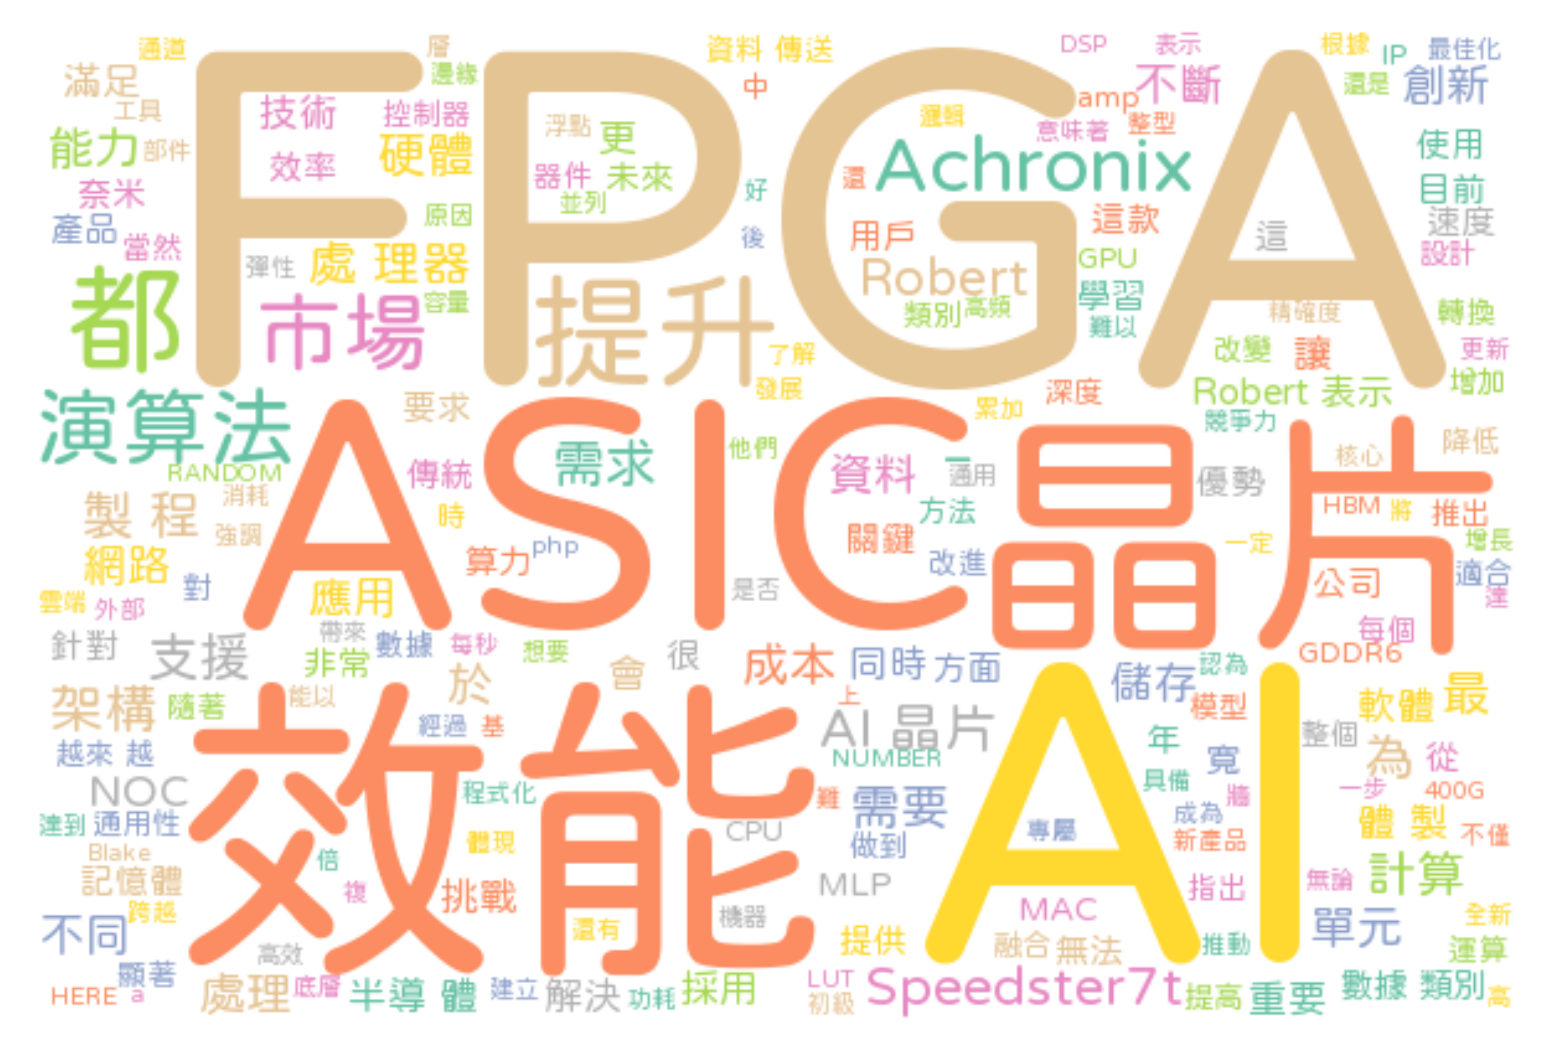 通道
層
資料 傳送
DSP
表示
根據
IP
最佳化
滿足
邊緣
中
不斷
還是
創新
工具
技術
控制器
amp
FPGA
能力
部件
效率
硬體
浮點
更
邏輯
意味著
整型
Achronix
使用
奈米
器件
未來
並列
好
還
目前
產品
當然
原因
後
用戶
這款
這
速度
設計
彈性
處 理器
Robert
GPU
都
市場
容量
提升
類別
高頻
學習
難以
精確度
轉換
了解
改變
讓
更新
發展
深度
Robert 表示
增加
演算法
要求
累加
競爭力
ASIC晶片
需求
他們
核心
降低
RANDOM
傳統
資料
一
通用
優勢
製 程
消耗
時
方法
HBM
將
推出
強調
php
關鍵
一定
增長
網路
算力
改進
適合
對
應用
是否
公司
達
雲端
外部
帶來
每個
針對
支援
非常
數據
每秒
想要
很
成本
同時
方面
認為
GDDR6
於
會
儲存
架構
隨著
能以
上
模型
軟體
最
經過
基
AI 晶片
年
整個
越來 越
效能
AI
NUMBER
寬
為
從
NOC
程式化
難
需要
具備
牆
一步
400G
達到
通用性
CPU
專屬
成為
體 製
不僅
Blake
倍
體現
做到
新產品
記憶體
複
挑戰
MLP
指出
無論
計算
跨越
機器
MAC
全新
不同
還有
提供
單元
高效
融合
無法
推動
運算
顯著
HERE
a
處理
底層
半導 體
建立
解決
功耗
採用
LUT
初級
Speedster7t
提高
重要
數據 類別
高